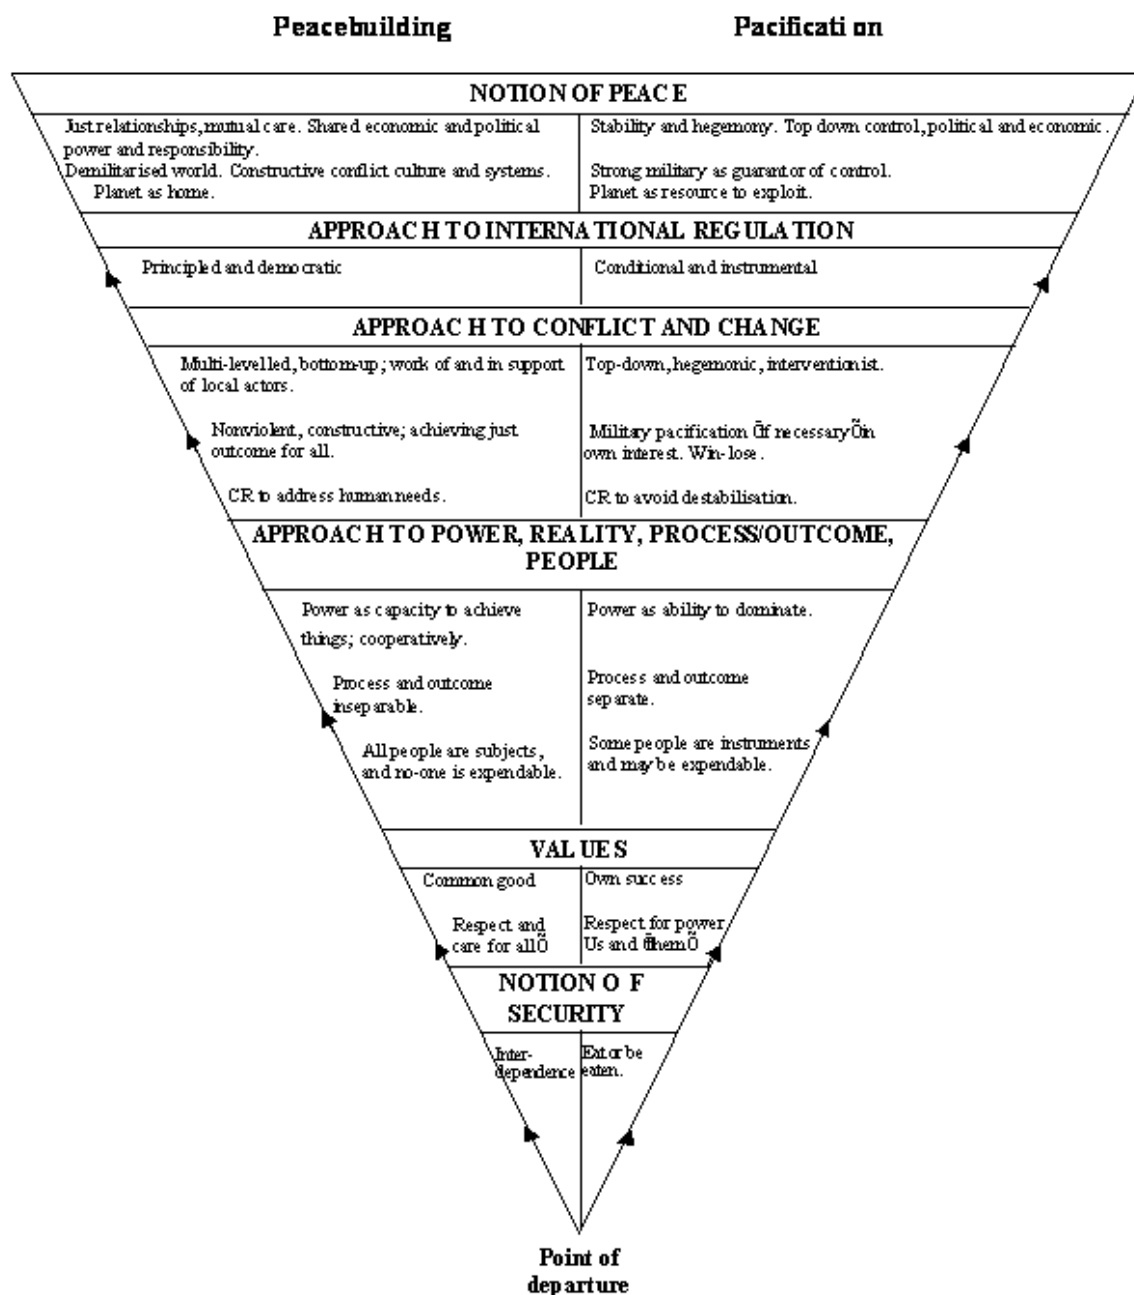 Peacebuilding
Pacification
NOTION OF PEACE
Just relationships, mutual care. Shared economic and political
power and responsibility.
Demilitarised world. Constructive conflict culture and systems.
Planet as home.
Stability and hegemony. Top down control, political and economic.
Strong military as guarantor of control.
Planet as resource to exploit.
APPROACH TO INTERNATIONAL REGULATION
Principled and democratic
Conditional and instrumental
APPROACH TO CONFLICT AND CHANGE
Multi-levelled, bottom-up; work of and in support
of local actors.
Nonviolent, constructive; achieving just
outcome for all.
CR to address human needs.
Top-down, hegemonic, interventionist.
Military pacification Ôif necessaryÕ in
own interest. Win-lose.
CR to avoid destabilisation.
APPROACH TO POWER, REALITY, PROCESS/OUTCOME,
PEOPLE
Power as capacity to achieve
things; cooperatively.
Process and outcome
inseparable.
All people are subjects,
and no-one is expendable.
Power as ability to dominate.
Process and outcome
separate.
Some people are instruments
and may be expendable.
VALUES
Common good
Respect and
care for allÕ
Own success
Respect for power
Us and ÔthemÕ
NOTION OF
SECURITY
Inter-
dependence
Eat or be
eaten.
Point of
departure